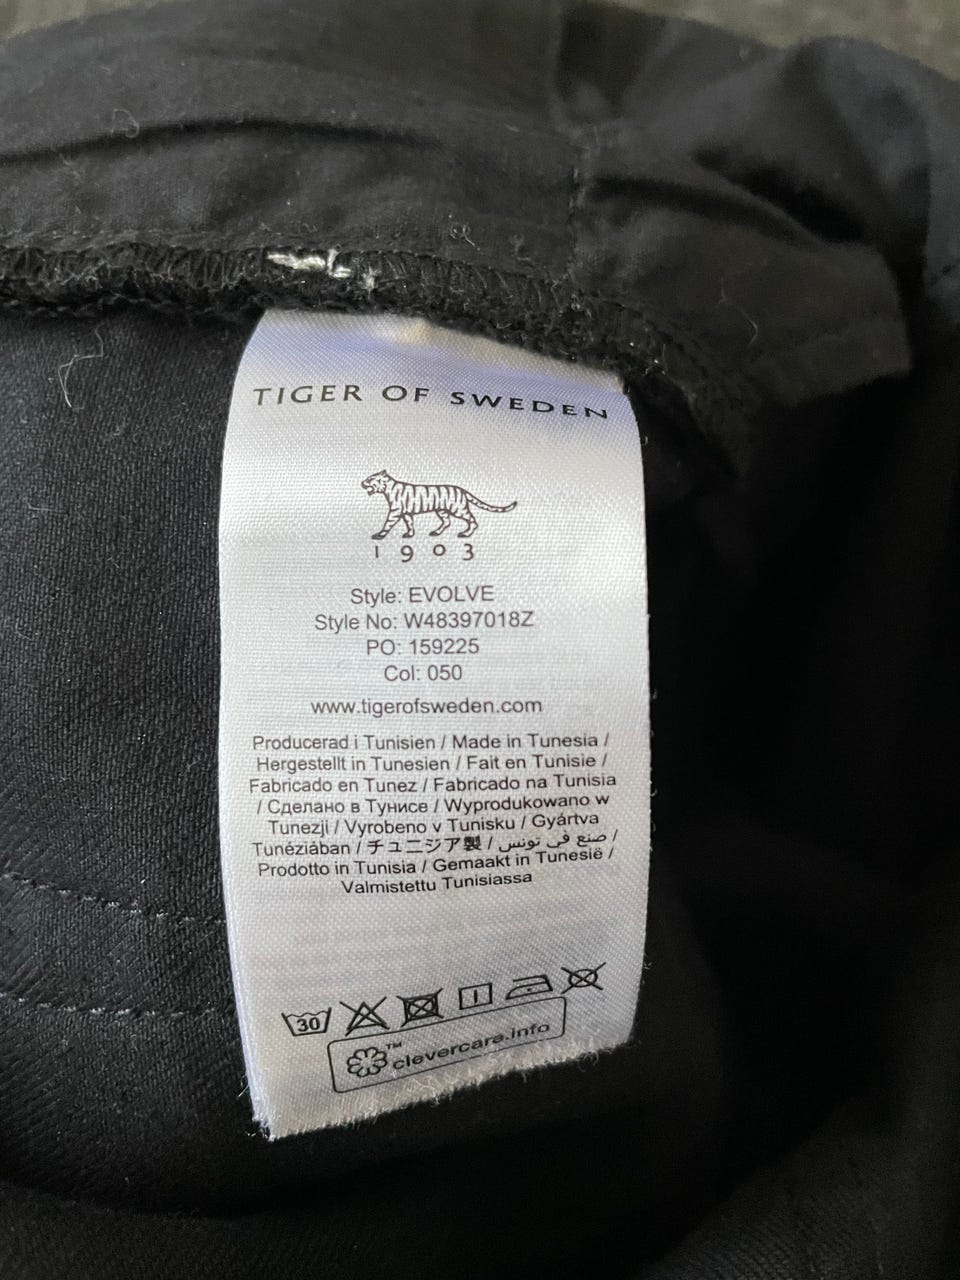 TIGER OF SWEDEN
1903
Style: EVOLVE
Style No: W48397018Z
PO: 159225
Col: 050
www.tigerofsweden.com
Producerad i Tunisien / Made in Tunesia /
Hergestellt in Tunesien / Fait en Tunisie /
Fabricado en Tunez / Fabricado na Tunisia
/ Сделано в Тунисе / Wyprodukowano w
Tunezji / Vyrobeno v Tunisku / Gyártva
Tunéziában / チュニジア製 / صنع في تونس /
Prodotto in Tunisia / Gemaakt in Tunesië /
Valmistettu Tunisiassa
30
™ clevercare.info